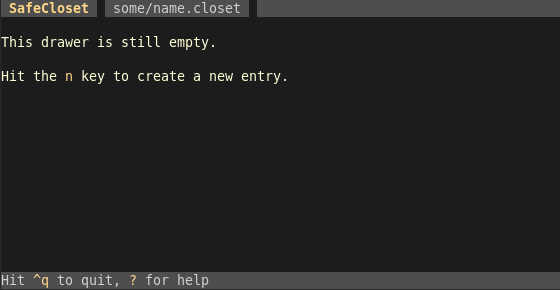 SafeCloset some/name.closet
This drawer is still empty.
Hit the n key to create a new entry.
Hit ^q to quit, ? for help